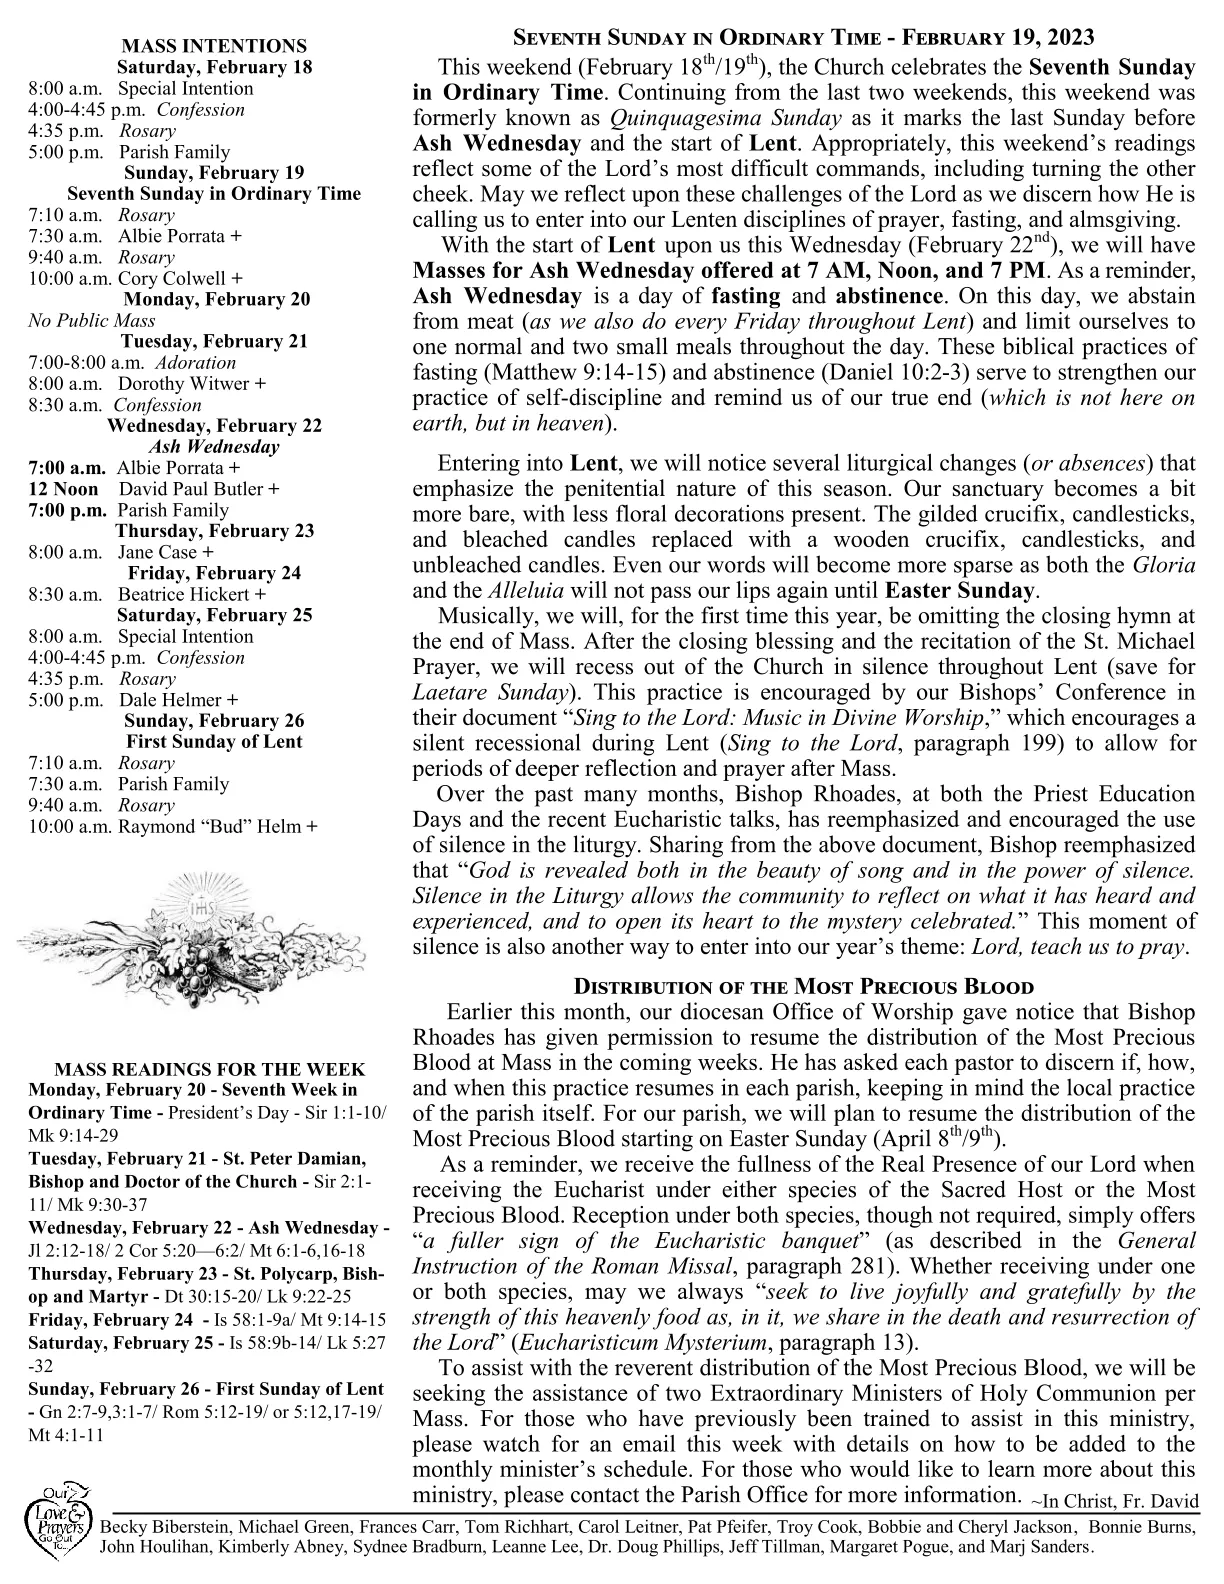 MASS INTENTIONS
Saturday, February 18
8:00 a.m. Special Intention
4:00-4:45 p.m. Confession
4:35 p.m. Rosary
5:00 p.m. Parish Family
Sunday, February 19
Seventh Sunday in Ordinary Time
7:10 a.m. Rosary
7:30 a.m. Albie Porrata +
9:40 a.m. Rosary
10:00 a.m. Cory Colwell +
Monday, February 20
No Public Mass
Tuesday, February 21
7:00-8:00 a.m. Adoration
8:00 a.m. Dorothy Witwer +
8:30 a.m. Confession
Wednesday, February 22
Ash Wednesday
7:00 a.m. Albie Porrata +
12 Noon David Paul Butler +
7:00 p.m. Parish Family
Thursday, February 23
8:00 a.m. Jane Case +
Friday, February 24
8:30 a.m. Beatrice Hickert +
Saturday, February 25
8:00 a.m. Special Intention
4:00-4:45 p.m. Confession
4:35 p.m. Rosary
5:00 p.m. Dale Helmer +
Sunday, February 26
First Sunday of Lent
7:10 a.m. Rosary
7:30 a.m. Parish Family
9:40 a.m. Rosary
10:00 a.m. Raymond “Bud” Helm +
IHS
MASS READINGS FOR THE WEEK
Monday, February 20 - Seventh Week in
Ordinary Time - President’s Day - Sir 1:1-10/
Mk 9:14-29
Tuesday, February 21 - St. Peter Damian,
Bishop and Doctor of the Church - Sir 2:1-
11/ Mk 9:30-37
Wednesday, February 22 - Ash Wednesday -
Jl 2:12-18/ 2 Cor 5:20—6:2/ Mt 6:1-6,16-18
Thursday, February 23 - St. Polycarp, Bish-
op and Martyr - Dt 30:15-20/ Lk 9:22-25
Friday, February 24 - Is 58:1-9a/ Mt 9:14-15
Saturday, February 25 - Is 58:9b-14/ Lk 5:27
-32
Sunday, February 26 - First Sunday of Lent
- Gn 2:7-9,3:1-7/ Rom 5:12-19/ or 5:12,17-19/
Mt 4:1-11
SEVENTH SUNDAY IN ORDINARY TIME - FEBRUARY 19, 2023
This weekend (February 18th/19th), the Church celebrates the Seventh Sunday
in Ordinary Time. Continuing from the last two weekends, this weekend was
formerly known as Quinquagesima Sunday as it marks the last Sunday before
Ash Wednesday and the start of Lent. Appropriately, this weekend’s readings
reflect some of the Lord’s most difficult commands, including turning the other
cheek. May we reflect upon these challenges of the Lord as we discern how He is
calling us to enter into our Lenten disciplines of prayer, fasting, and almsgiving.
With the start of Lent upon us this Wednesday (February 22nd), we will have
Masses for Ash Wednesday offered at 7 AM, Noon, and 7 PM. As a reminder,
Ash Wednesday is a day of fasting and abstinence. On this day, we abstain
from meat (as we also do every Friday throughout Lent) and limit ourselves to
one normal and two small meals throughout the day. These biblical practices of
fasting (Matthew 9:14-15) and abstinence (Daniel 10:2-3) serve to strengthen our
practice of self-discipline and remind us of our true end (which is not here on
earth, but in heaven).
Entering into Lent, we will notice several liturgical changes (or absences) that
emphasize the penitential nature of this season. Our sanctuary becomes a bit
more bare, with less floral decorations present. The gilded crucifix, candlesticks,
and bleached candles replaced with a wooden crucifix, candlesticks, and
unbleached candles. Even our words will become more sparse as both the Gloria
and the Alleluia will not pass our lips again until Easter Sunday.
Musically, we will, for the first time this year, be omitting the closing hymn at
the end of Mass. After the closing blessing and the recitation of the St. Michael
Prayer, we will recess out of the Church in silence throughout Lent (save for
Laetare Sunday). This practice is encouraged by our Bishops’ Conference in
their document “Sing to the Lord: Music in Divine Worship,” which encourages a
silent recessional during Lent (Sing to the Lord, paragraph 199) to allow for
periods of deeper reflection and prayer after Mass.
Over the past many months, Bishop Rhoades, at both the Priest Education
Days and the recent Eucharistic talks, has reemphasized and encouraged the use
of silence in the liturgy. Sharing from the above document, Bishop reemphasized
that “God is revealed both in the beauty of song and in the power of silence.
Silence in the Liturgy allows the community to reflect on what it has heard and
experienced, and to open its heart to the mystery celebrated.” This moment of
silence is also another way to enter into our year’s theme: Lord, teach us to pray.
DISTRIBUTION OF THE MOST PRECIOUS BLOOD
Earlier this month, our diocesan Office of Worship gave notice that Bishop
Rhoades has given permission to resume the distribution of the Most Precious
Blood at Mass in the coming weeks. He has asked each pastor to discern if, how,
and when this practice resumes in each parish, keeping in mind the local practice
of the parish itself. For our parish, we will plan to resume the distribution of the
Most Precious Blood starting on Easter Sunday (April 8th/9th).
As a reminder, we receive the fullness of the Real Presence of our Lord when
receiving the Eucharist under either species of the Sacred Host or the Most
Precious Blood. Reception under both species, though not required, simply offers
“a fuller sign of the Eucharistic banquet” (as described in the General
Instruction of the Roman Missal, paragraph 281). Whether receiving under one
or both species, may we always “seek to live joyfully and gratefully by the
strength of this heavenly food as, in it, we share in the death and resurrection of
the Lord” (Eucharisticum Mysterium, paragraph 13).
To assist with the reverent distribution of the Most Precious Blood, we will be
seeking the assistance of two Extraordinary Ministers of Holy Communion per
Mass. For those who have previously been trained to assist in this ministry,
please watch for an email this week with details on how to be added to the
monthly minister’s schedule. For those who would like to learn more about this
ministry, please contact the Parish Office for more information. ~In Christ, Fr. David
Our
Love &
Prayers
Go Out
To...
Becky Biberstein, Michael Green, Frances Carr, Tom Richhart, Carol Leitner, Pat Pfeifer, Troy Cook, Bobbie and Cheryl Jackson, Bonnie Burns,
John Houlihan, Kimberly Abney, Sydnee Bradburn, Leanne Lee, Dr. Doug Phillips, Jeff Tillman, Margaret Pogue, and Marj Sanders.